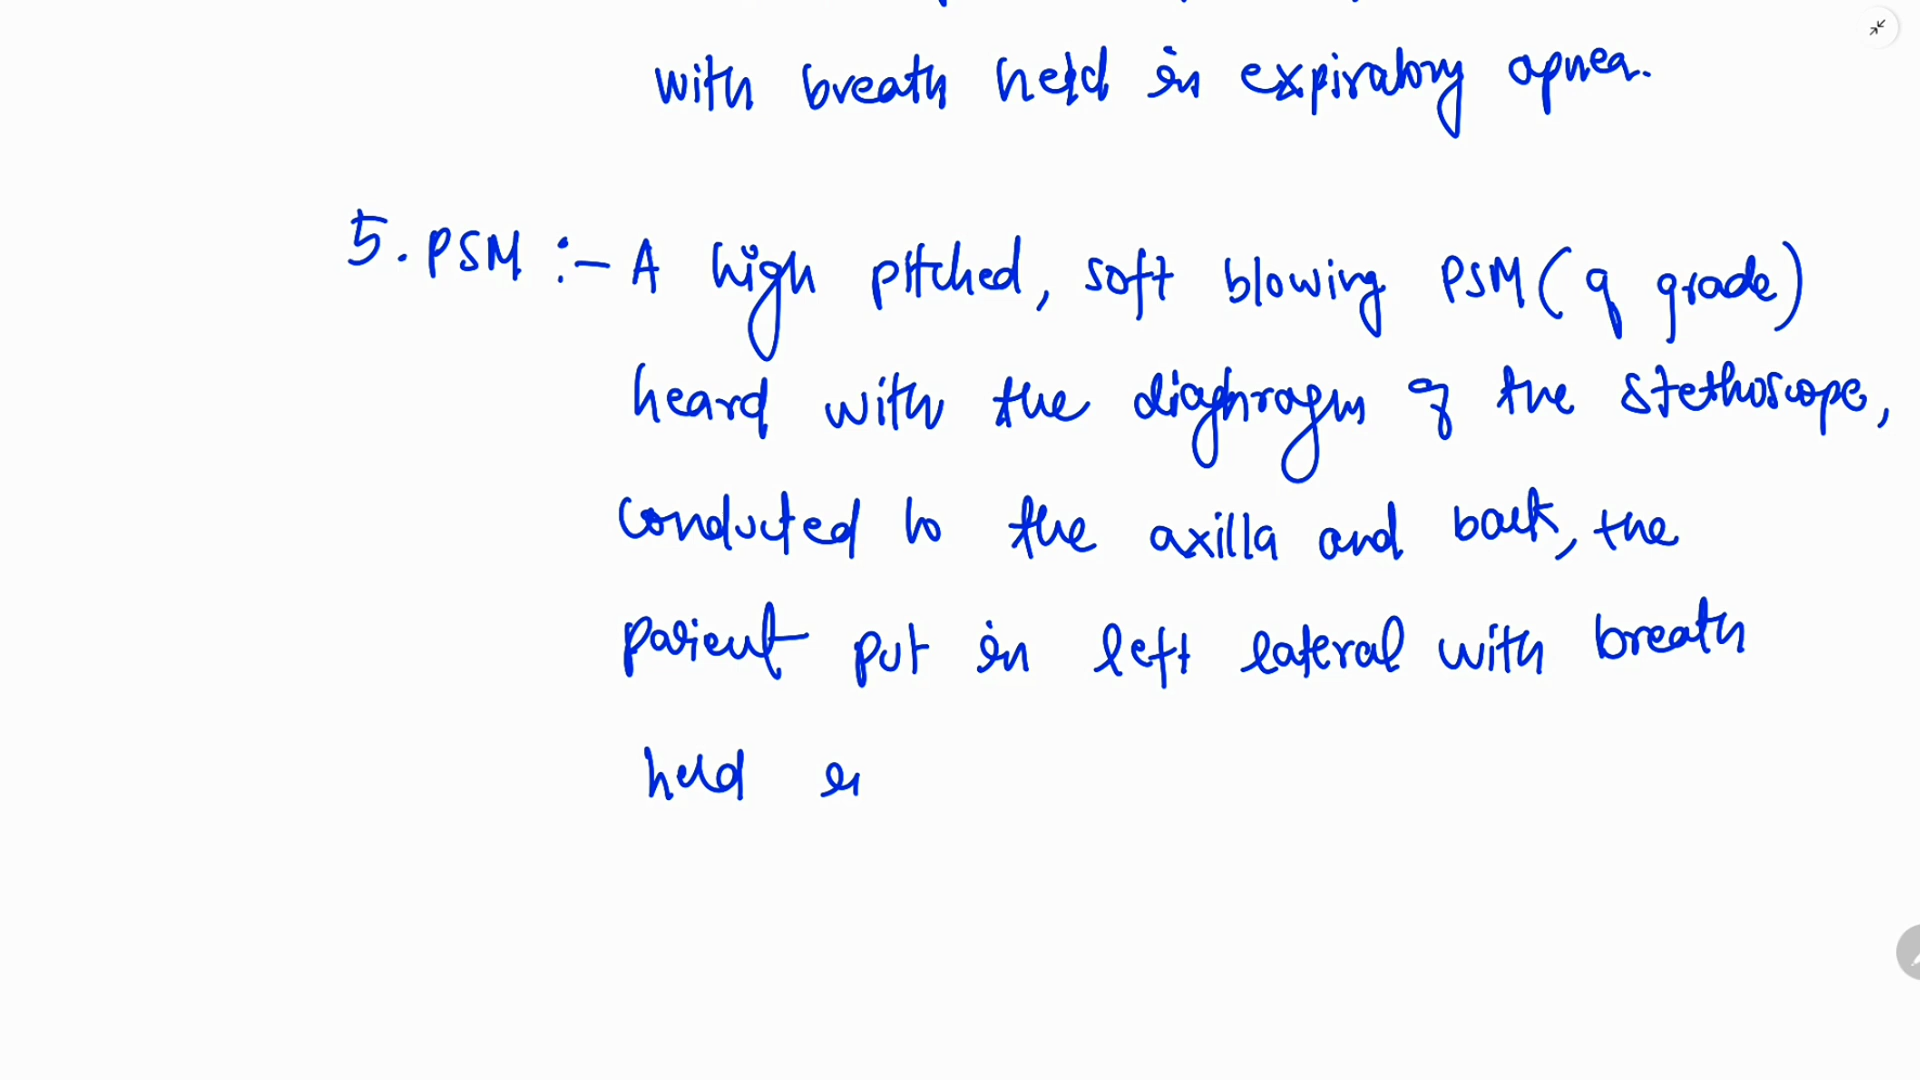 with breath held in expiratory apnea.
5. PSM :- A high pitched, soft blowing PSM (q grade)
heard with the diaghragm of the stethoscope,
conducted to the axilla and back, the
patient put in left lateral with breath
held in